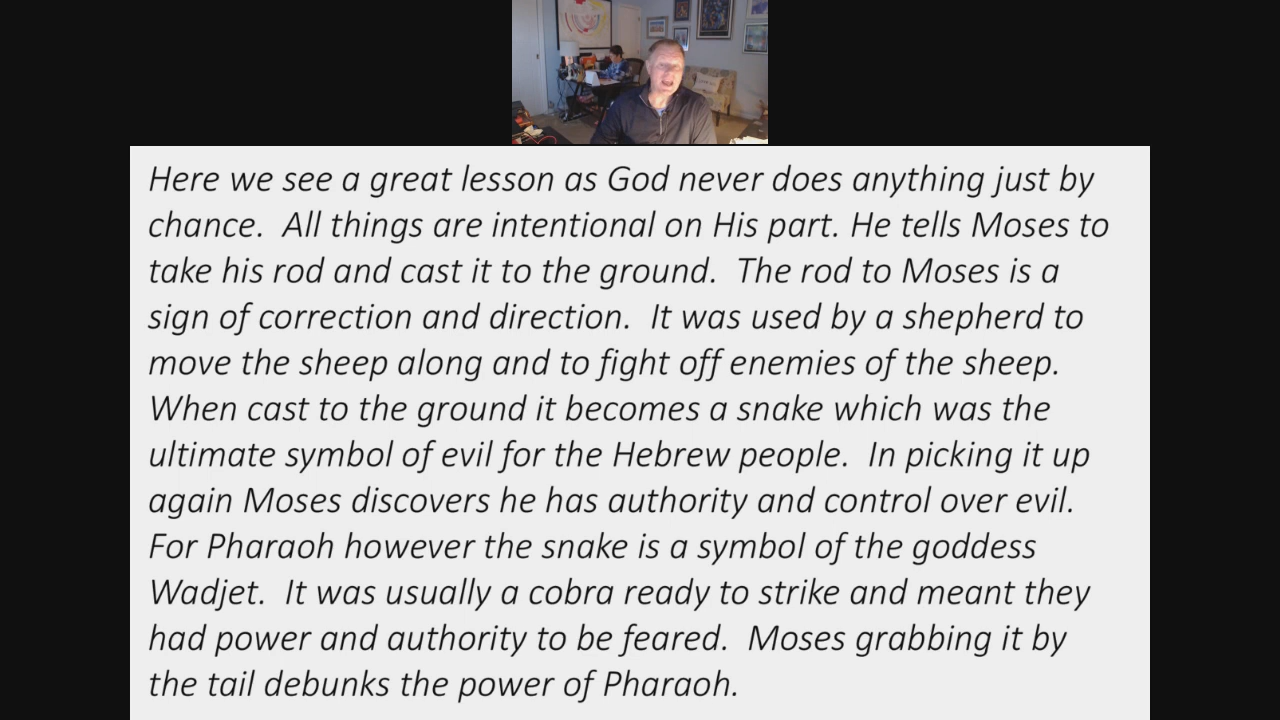 Here we see a great lesson as God never does anything just by
chance.  All things are intentional on His part. He tells Moses to
take his rod and cast it to the ground.  The rod to Moses is a
sign of correction and direction.  It was used by a shepherd to
move the sheep along and to fight off enemies of the sheep.
When cast to the ground it becomes a snake which was the
ultimate symbol of evil for the Hebrew people.  In picking it up
again Moses discovers he has authority and control over evil.
For Pharaoh however the snake is a symbol of the goddess
Wadjet.  It was usually a cobra ready to strike and meant they
had power and authority to be feared.  Moses grabbing it by
the tail debunks the power of Pharaoh.